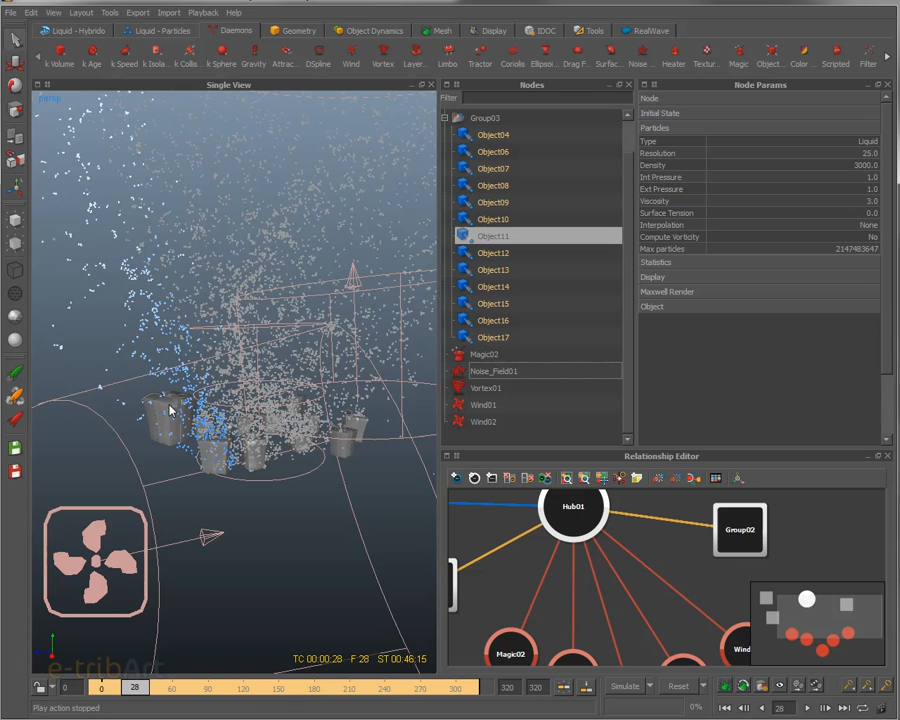 File Edit View Layout Tools Export Import Playback Help
Liquid - Hybrido Liquid - Particles Daemons Geometry Object Dynamics Mesh Display IDOC Tools RealWave
k Volume k Age k Speed k Isola... k Collis... k Sphere Gravity Attrac... DSpline Wind Vortex Layer... Limbo Tractor Coriolis Ellipsoi... Drag F... Surfac... Noise ... Heater Textur... Magic Object... Color ... Scripted Filter
Single View
persp
TC 00:00:28 F 28 ST 00:46:15
e-tribArt
Nodes
Filter
Group03
Object04
Object06
Object07
Object08
Object09
Object10
Object11
Object12
Object13
Object14
Object15
Object16
Object17
Magic02
Noise_Field01
Vortex01
Wind01
Wind02
Node Params
Node
Initial State
Particles
Type Liquid
Resolution 25.0
Density 3000.0
Int Pressure 1.0
Ext Pressure 1.0
Viscosity 3.0
Surface Tension 0.0
Interpolation None
Compute Vorticity No
Max particles 2147483647
Statistics
Display
Maxwell Render
Object
Relationship Editor
Hub01
Group02
Magic02
Wind
0 0 28 60 90 120 150 180 210 240 270 300 320 320 Simulate Reset
Play action stopped
0% 28